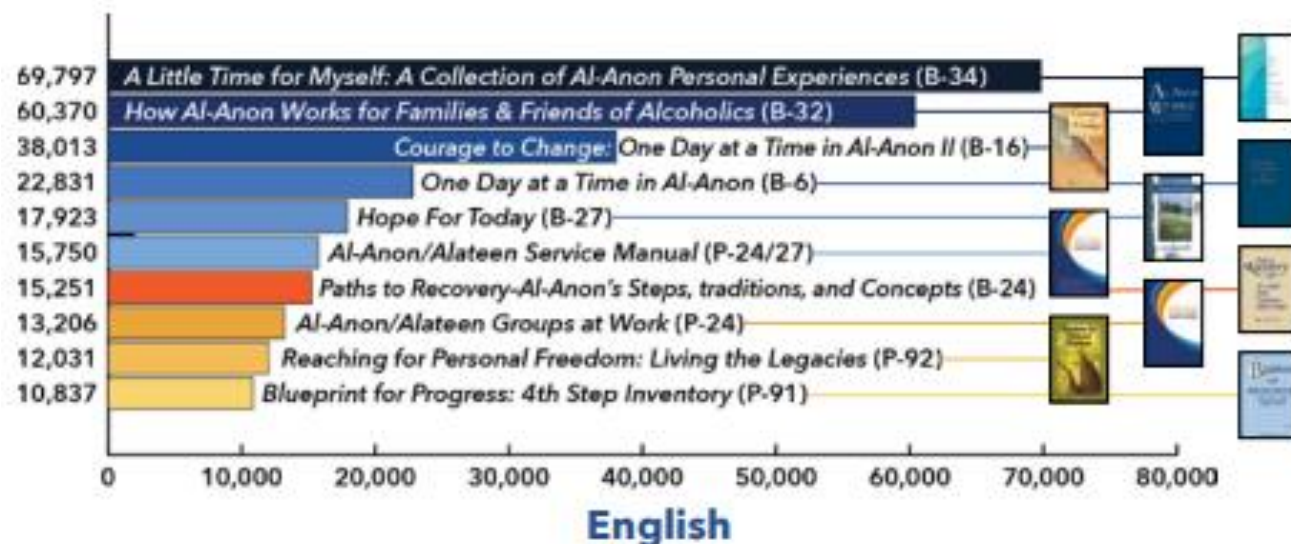 69,797 A Little Time for Myself: A Collection of Al-Anon Personal Experiences (B-34)
60,370 How Al-Anon Works for Families & Friends of Alcoholics (B-32)
38,013 Courage to Change: One Day at a Time in Al-Anon II (B-16)
22,831 One Day at a Time in Al-Anon (B-6)
17,923 Hope For Today (B-27)
15,750 Al-Anon/Alateen Service Manual (P-24/27)
15,251 Paths to Recovery-Al-Anon's Steps, traditions, and Concepts (B-24)
13,206 Al-Anon/Alateen Groups at Work (P-24)
12,031 Reaching for Personal Freedom: Living the Legacies (P-92)
10,837 Blueprint for Progress: 4th Step Inventory (P-91)
0 10,000 20,000 30,000 40,000 50,000 60,000 70,000 80,000
English